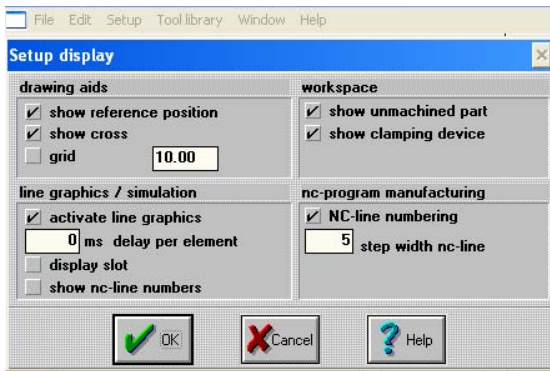 File Edit Setup Tool library Window Help
Setup display
drawing aids
show reference position
show cross
grid 10.00
workspace
show unmachined part
show clamping device
line graphics / simulation
activate line graphics
0 ms delay per element
display slot
show nc-line numbers
nc-program manufacturing
NC-line numbering
5 step width nc-line
OK Cancel Help